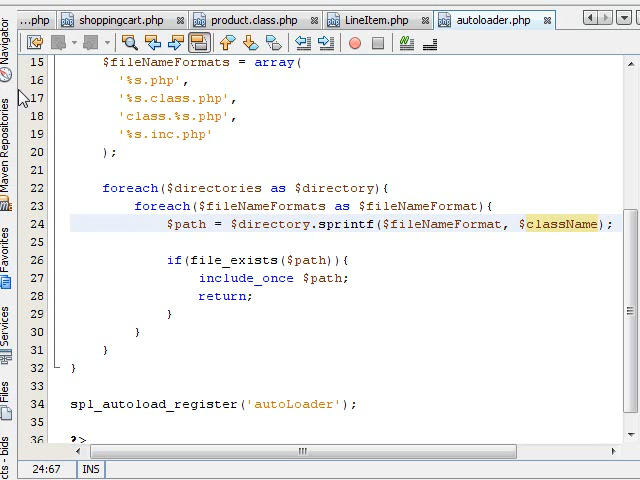 ...php shoppingcart.php product.class.php LineItem.php autoloader.php
Navigator
Maven Repositories
Favorites
Services
Files
cts - bids
15 $fileNameFormats = array(
16 '%s.php',
17 '%s.class.php',
18 'class.%s.php',
19 '%s.inc.php'
20 );
21
22 foreach($directories as $directory){
23 foreach($fileNameFormats as $fileNameFormat){
24 $path = $directory.sprintf($fileNameFormat, $className);
25
26 if(file_exists($path)){
27 include_once $path;
28 return;
29 }
30 }
31 }
32 }
33
34 spl_autoload_register('autoLoader');
35
36 ?>
24:67 INS